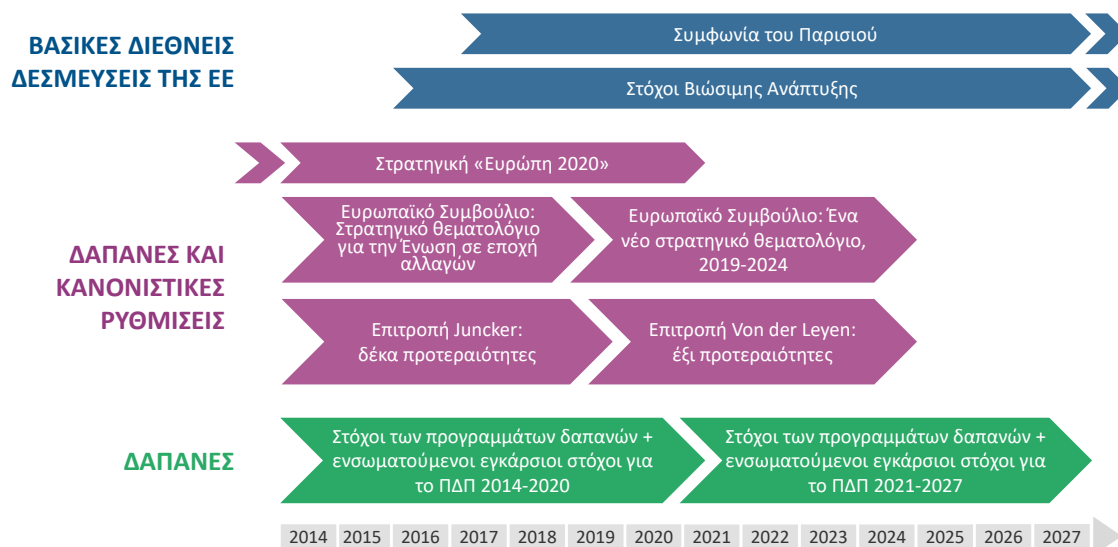 ΒΑΣΙΚΕΣ ΔΙΕΘΝΕΙΣ
ΔΕΣΜΕΥΣΕΙΣ ΤΗΣ ΕΕ
Συμφωνία του Παρισιού
Στόχοι Βιώσιμης Ανάπτυξης
ΔΑΠΑΝΕΣ ΚΑΙ
ΚΑΝΟΝΙΣΤΙΚΕΣ
ΡΥΘΜΙΣΕΙΣ
Στρατηγική «Ευρώπη 2020»
Ευρωπαϊκό Συμβούλιο:
Στρατηγικό θεματολόγιο
για την Ένωση σε εποχή
αλλαγών
Ευρωπαϊκό Συμβούλιο: Ένα
νέο στρατηγικό θεματολόγιο,
2019-2024
Επιτροπή Juncker:
δέκα προτεραιότητες
Επιτροπή Von der Leyen:
έξι προτεραιότητες
ΔΑΠΑΝΕΣ
Στόχοι των προγραμμάτων δαπανών +
ενσωματούμενοι εγκάρσιοι στόχοι για
το ΠΔΠ 2014-2020
Στόχοι των προγραμμάτων δαπανών +
ενσωματούμενοι εγκάρσιοι στόχοι για
το ΠΔΠ 2021-2027
2014 2015 2016 2017 2018 2019 2020 2021 2022 2023 2024 2025 2026 2027